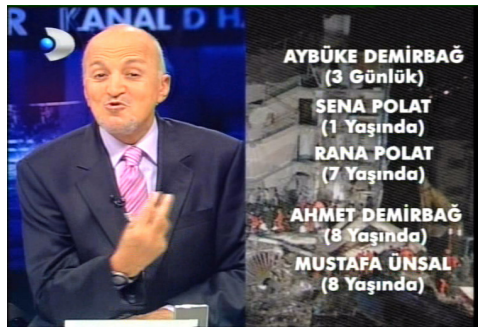 R KANAL D HA
AYBÜKE DEMİRBAĞ
(3 Günlük)
SENA POLAT
(1 Yaşında)
RANA POLAT
(7 Yaşında)
AHMET DEMİRBAĞ
(8 Yaşında)
MUSTAFA ÜNSAL
(8 Yaşında)